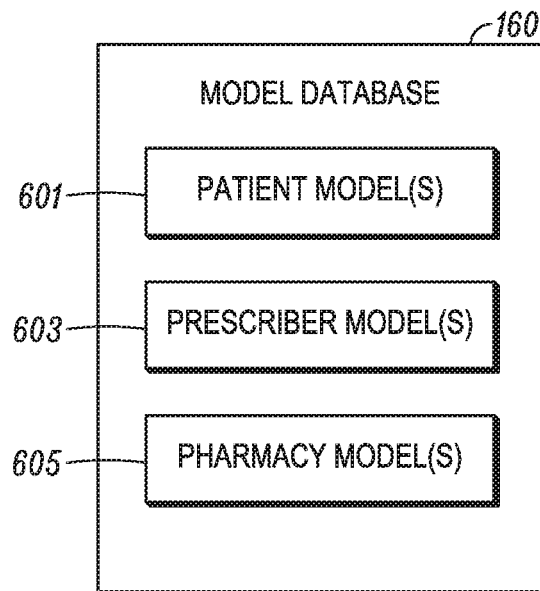 160
MODEL DATABASE
601
PATIENT MODEL(S)
603
PRESCRIBER MODEL(S)
605
PHARMACY MODEL(S)